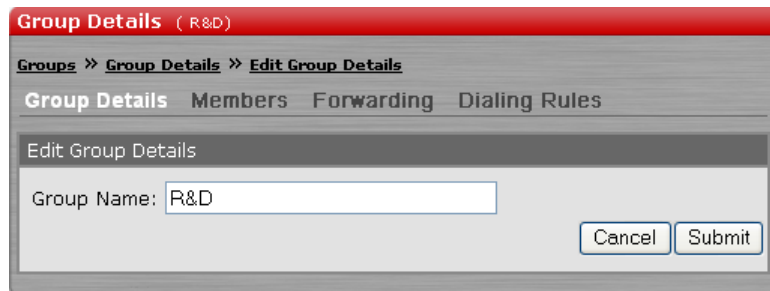 Group Details ( R&D)
Groups » Group Details » Edit Group Details
Group Details Members Forwarding Dialing Rules
Edit Group Details
Group Name: R&D
Cancel Submit